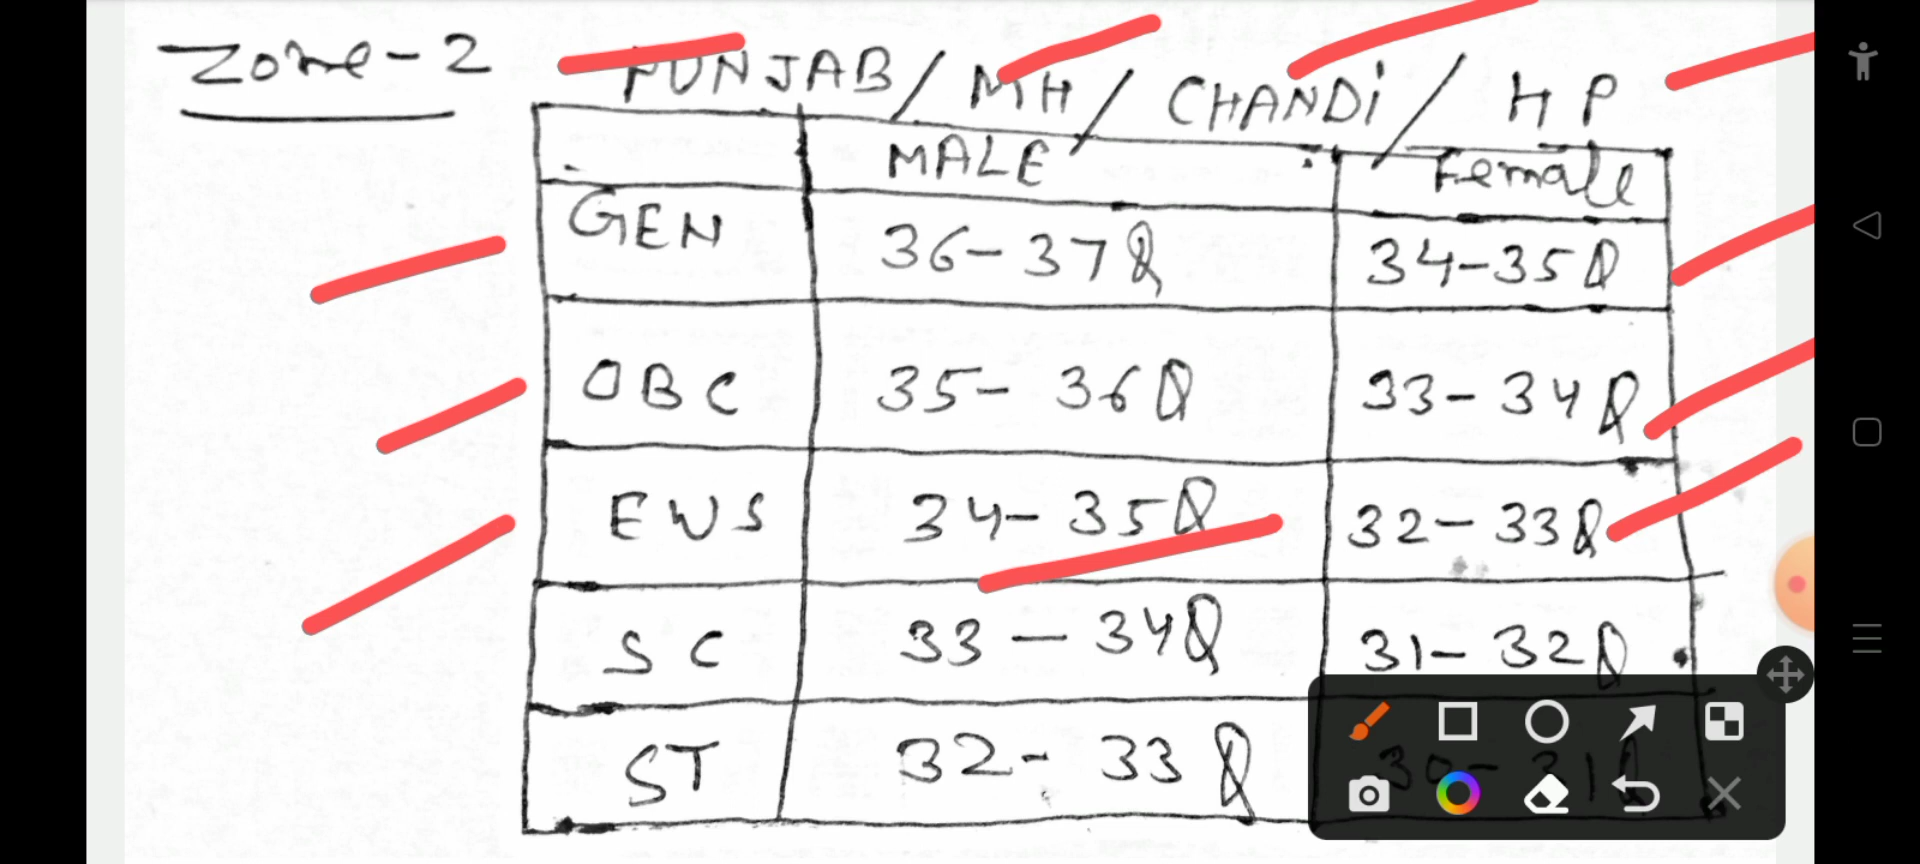 Zone-2 PUNJAB/ MH/ CHANDi/ HP
MALE Female
GEN 36-37Q 34-35Q
OBC 35-36Q 33-34Q
EWS 34-35Q 32-33Q
SC 33-34Q 31-32Q
ST 32-33Q